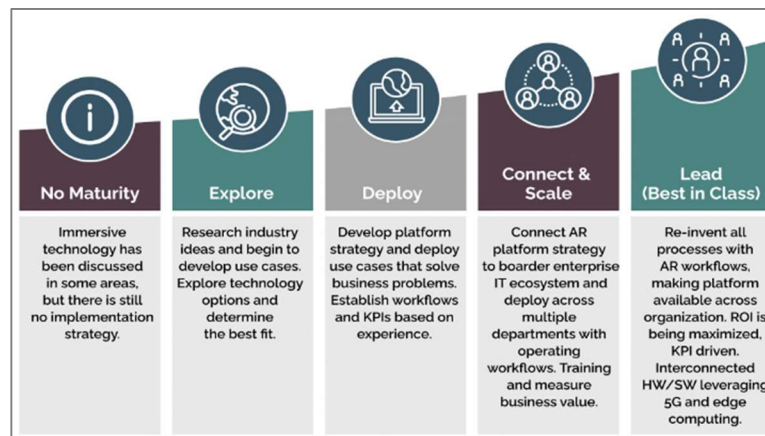 No Maturity
Immersive
technology has
been discussed
in some areas,
but there is still
no implementation
strategy.
Explore
Research industry
ideas and begin to
develop use cases.
Explore technology
options and
determine
the best fit.
Deploy
Develop platform
strategy and deploy
use cases that solve
business problems.
Establish workflows
and KPIs based on
experience.
Connect &
Scale
Connect AR
platform strategy
to boarder enterprise
IT ecosystem and
deploy across
multiple
departments with
operating
workflows. Training
and measure
business value.
Lead
(Best in Class)
Re-invent all
processes with
AR workflows,
making platform
available across
organization. ROI is
being maximized,
KPI driven.
Interconnected
HW/SW leveraging
5G and edge
computing.